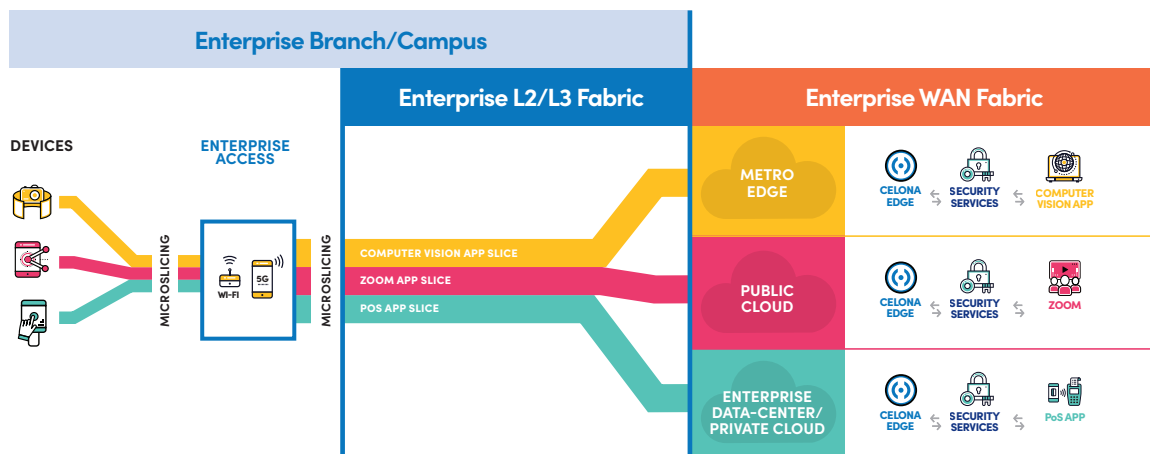 Enterprise Branch/Campus
Enterprise L2/L3 Fabric
Enterprise WAN Fabric
DEVICES
ENTERPRISE
ACCESS
MICROSLICING
WI-FI
5G
MICROSLICING
COMPUTER VISION APP SLICE
ZOOM APP SLICE
POS APP SLICE
METRO
EDGE
CELONA
EDGE
SECURITY
SERVICES
COMPUTER
VISION APP
PUBLIC
CLOUD
CELONA
EDGE
SECURITY
SERVICES
ZOOM
ENTERPRISE
DATA-CENTER/
PRIVATE CLOUD
CELONA
EDGE
SECURITY
SERVICES
PoS APP